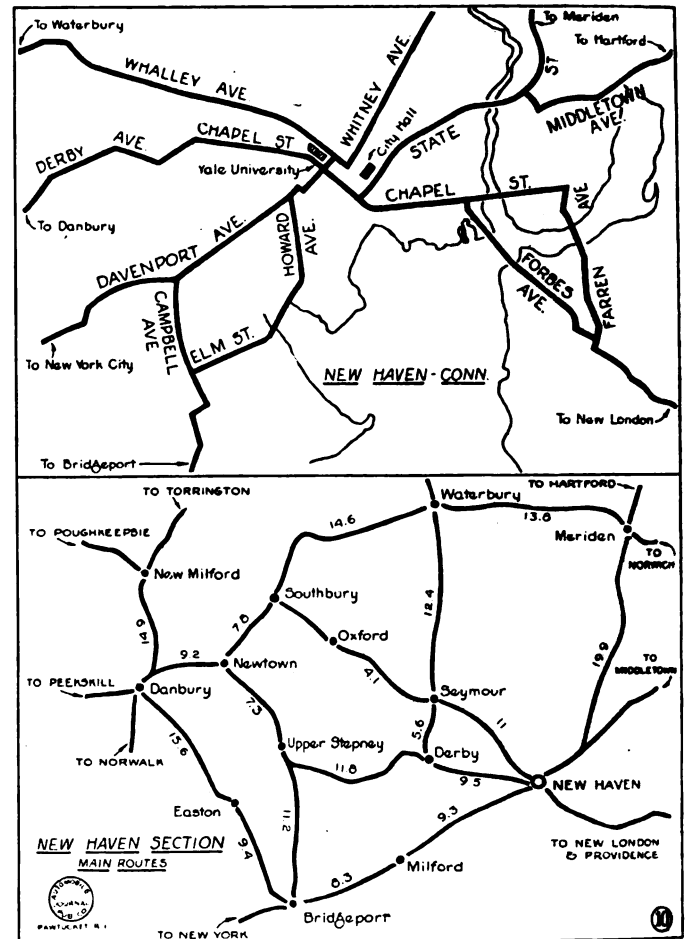 To Waterbury
To Meriden
To Hartford
WHALLEY AVE
WHITNEY AVE.
ST
MIDDLETOWN
AVE.
DERBY AVE.
CHAPEL ST
City Hall
STATE
Yale University
CHAPEL ST.
AVE
To Danbury
DAVENPORT AVE.
HOWARD
AVE.
FORBES
AVE.
FARREN
CAMPBELL
AVE
ELM ST.
To New York City
NEW HAVEN - CONN.
To New London
To Bridgeport
TO TORRINGTON
Waterbury
TO HARTFORD
TO POUGHKEEPSIE
14.6
13.8
Meriden
TO
NORWICH
New Milford
Southbury
12.4
7.8
Oxford
14.9
9.2
19.9
TO
MIDDLETOWN
Newtown
4.1
TO PEEKSKILL
Danbury
Seymour
7.3
11
5.6
TO NORWALK
15.6
Upper Stepney
Derby
11.8
9.5
NEW HAVEN
Easton
11.2
9.3
NEW HAVEN SECTION
MAIN ROUTES
9.4
TO NEW LONDON
& PROVIDENCE
Milford
8.3
AUTOMOBILE
JOURNAL
PUB. CO.
PAWTUCKET R.I.
Bridgeport
TO NEW YORK
10